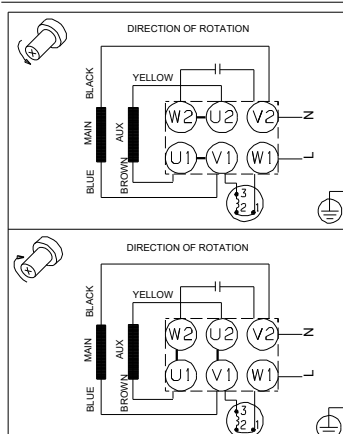 DIRECTION OF ROTATION
BLACK
YELLOW
MAIN
AUX
W2 U2 V2 N
U1 V1 W1 L
BLUE
BROWN
3
2 1
DIRECTION OF ROTATION
BLACK
YELLOW
MAIN
AUX
W2 U2 V2 N
U1 V1 W1 L
BLUE
BROWN
3
2 1